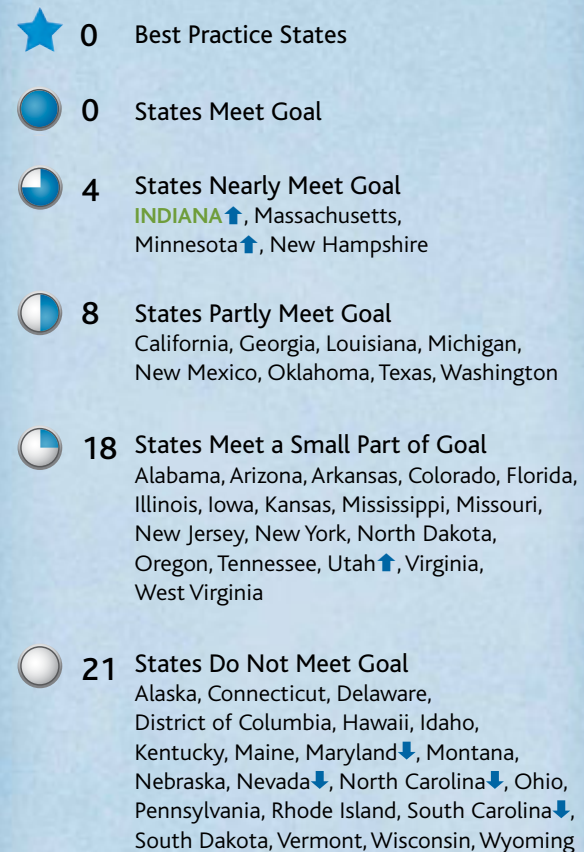 0 Best Practice States
0 States Meet Goal
4 States Nearly Meet Goal
INDIANA⬆, Massachusetts,
Minnesota⬆, New Hampshire
8 States Partly Meet Goal
California, Georgia, Louisiana, Michigan,
New Mexico, Oklahoma, Texas, Washington
18 States Meet a Small Part of Goal
Alabama, Arizona, Arkansas, Colorado, Florida,
Illinois, Iowa, Kansas, Mississippi, Missouri,
New Jersey, New York, North Dakota,
Oregon, Tennessee, Utah⬆, Virginia,
West Virginia
21 States Do Not Meet Goal
Alaska, Connecticut, Delaware,
District of Columbia, Hawaii, Idaho,
Kentucky, Maine, Maryland⬇, Montana,
Nebraska, Nevada⬇, North Carolina⬇, Ohio,
Pennsylvania, Rhode Island, South Carolina⬇,
South Dakota, Vermont, Wisconsin, Wyoming